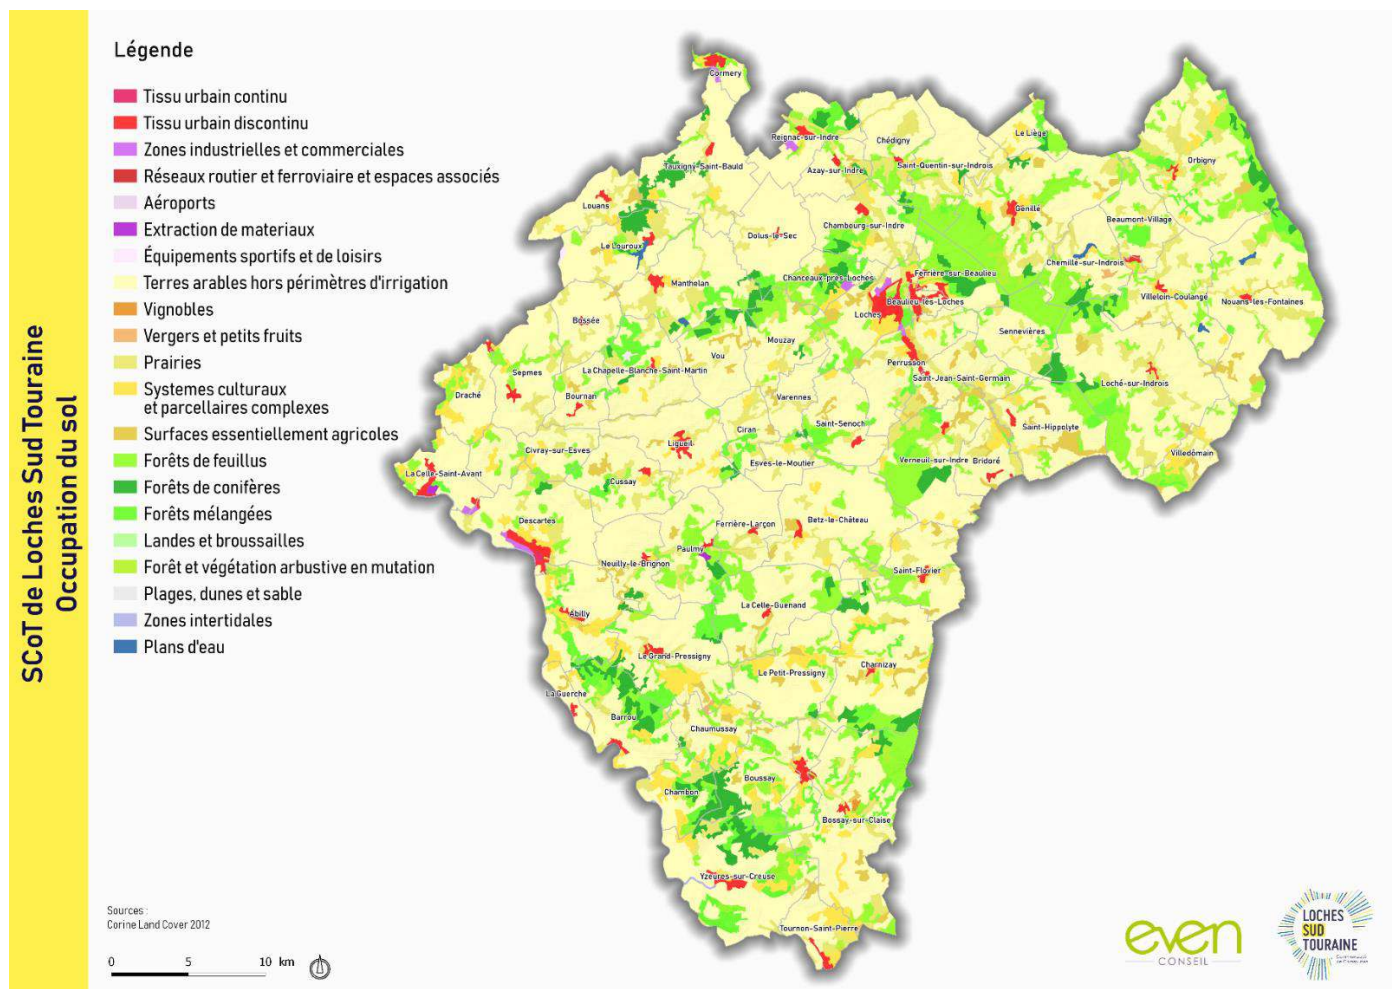 SCoT de Loches Sud Touraine
Occupation du sol
Légende
Tissu urbain continu
Tissu urbain discontinu
Zones industrielles et commerciales
Réseaux routier et ferroviaire et espaces associés
Aéroports
Extraction de materiaux
Équipements sportifs et de loisirs
Terres arables hors périmètres d'irrigation
Vignobles
Vergers et petits fruits
Prairies
Systemes culturaux
et parcellaires complexes
Surfaces essentiellement agricoles
Forêts de feuillus
Forêts de conifères
Forêts mélangées
Landes et broussailles
Forêt et végétation arbustive en mutation
Plages, dunes et sable
Zones intertidales
Plans d'eau
Cormery
Reignac-sur-Indre
Chédigny
Le Liège
Tauxigny-Saint-Bauld
Azay-sur-Indre
Saint-Quentin-sur-Indrois
Orbigny
Louans
Genillé
Beaumont-Village
Le Louroux
Dolus-le-Sec
Chambourg-sur-Indre
Chemillé-sur-Indrois
Manthelan
Chanceaux-près-Loches
Ferrière-sur-Beaulieu
Beaulieu-lès-Loches
Villeloin-Coulangé
Nouans-les-Fontaines
Bossée
Loches
Sennevières
Mouzay
Vou
Perrusson
Sepmes
La Chapelle-Blanche-Saint-Martin
Saint-Jean-Saint-Germain
Loché-sur-Indrois
Draché
Bournan
Varennes
Ciran
Saint-Senoch
Saint-Hippolyte
Ligueil
Civray-sur-Esves
Villedômain
La Celle-Saint-Avant
Esves-le-Moutier
Verneuil-sur-Indre
Bridoré
Cussay
Descartes
Ferrière-Larçon
Betz-le-Château
Paulmy
Neuilly-le-Brignon
Saint-Flovier
La Celle-Guenand
Abilly
Le Grand-Pressigny
Charnizay
Le Petit-Pressigny
La Guerche
Barrou
Chaumussay
Boussay
Chambon
Bossay-sur-Claise
Yzeures-sur-Creuse
Tournon-Saint-Pierre
Sources :
Corine Land Cover 2012
0 5 10 km
even
CONSEIL
LOCHES
SUD
TOURAINE